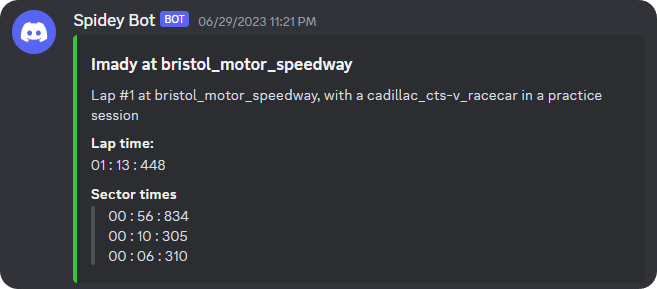 Spidey Bot BOT 06/29/2023 11:21 PM
Imady at bristol_motor_speedway
Lap #1 at bristol_motor_speedway, with a cadillac_cts-v_racecar in a practice
session
Lap time:
01 : 13 : 448
Sector times
00 : 56 : 834
00 : 10 : 305
00 : 06 : 310